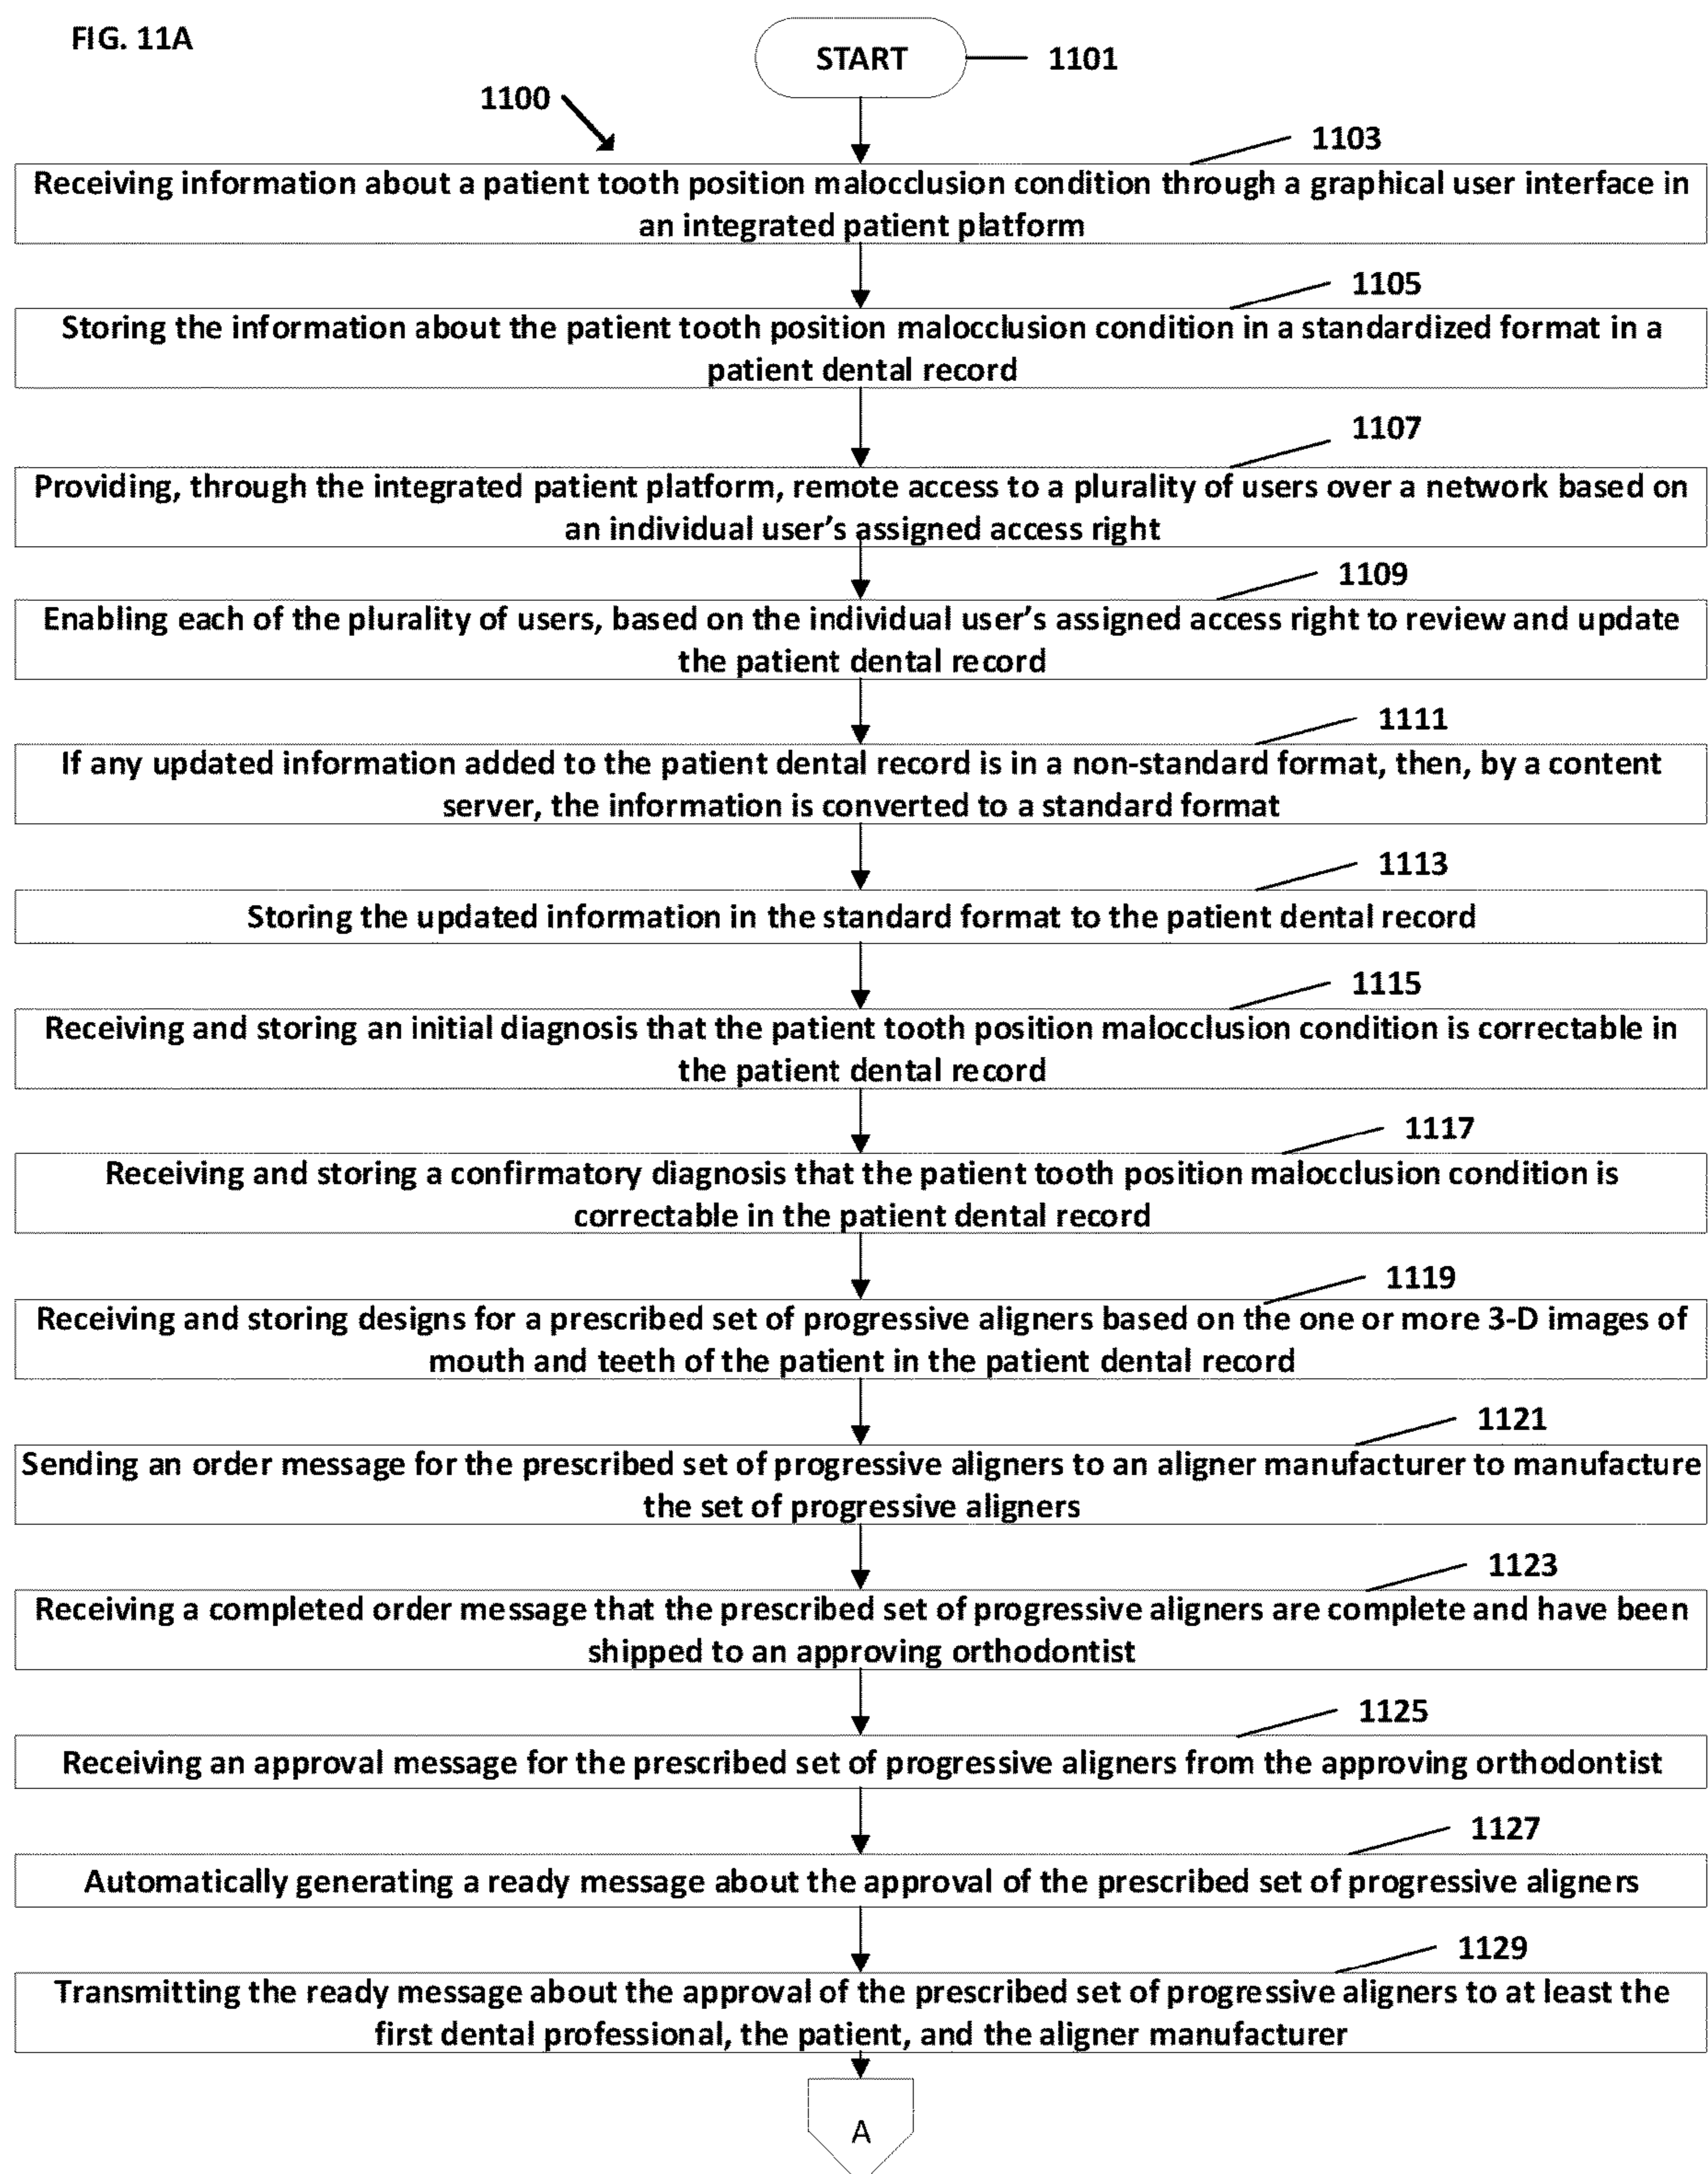 FIG. 11A
START
1101
1100
1103
Receiving information about a patient tooth position malocclusion condition through a graphical user interface in
an integrated patient platform
1105
Storing the information about the patient tooth position malocclusion condition in a standardized format in a
patient dental record
1107
Providing, through the integrated patient platform, remote access to a plurality of users over a network based on
an individual user's assigned access right
1109
Enabling each of the plurality of users, based on the individual user's assigned access right to review and update
the patient dental record
1111
If any updated information added to the patient dental record is in a non-standard format, then, by a content
server, the information is converted to a standard format
1113
Storing the updated information in the standard format to the patient dental record
1115
Receiving and storing an initial diagnosis that the patient tooth position malocclusion condition is correctable in
the patient dental record
1117
Receiving and storing a confirmatory diagnosis that the patient tooth position malocclusion condition is
correctable in the patient dental record
1119
Receiving and storing designs for a prescribed set of progressive aligners based on the one or more 3-D images of
mouth and teeth of the patient in the patient dental record
1121
Sending an order message for the prescribed set of progressive aligners to an aligner manufacturer to manufacture
the set of progressive aligners
1123
Receiving a completed order message that the prescribed set of progressive aligners are complete and have been
shipped to an approving orthodontist
1125
Receiving an approval message for the prescribed set of progressive aligners from the approving orthodontist
1127
Automatically generating a ready message about the approval of the prescribed set of progressive aligners
1129
Transmitting the ready message about the approval of the prescribed set of progressive aligners to at least the
first dental professional, the patient, and the aligner manufacturer
A